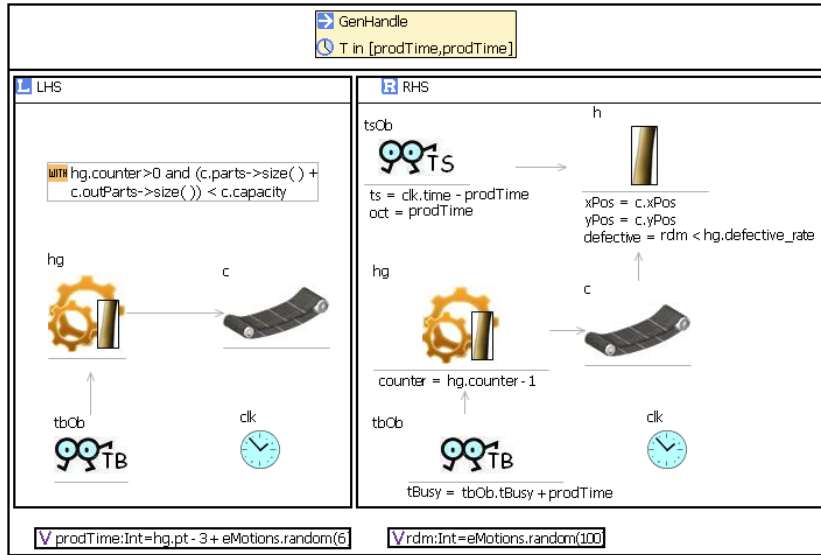 GenHandle
T in [prodTime,prodTime]
L LHS
WITH hg.counter>0 and (c.parts->size( ) +
c.outParts->size( )) < c.capacity
hg
c
tbOb
TB
clk
R RHS
tsOb
TS
ts = clk.time - prodTime
oct = prodTime
h
xPos = c.xPos
yPos = c.yPos
defective = rdm < hg.defective_rate
hg
counter = hg.counter - 1
c
tbOb
TB
tBusy = tbOb.tBusy + prodTime
clk
V prodTime:Int=hg.pt - 3 + eMotions.random(6
V rdm:Int=eMotions.random(100)